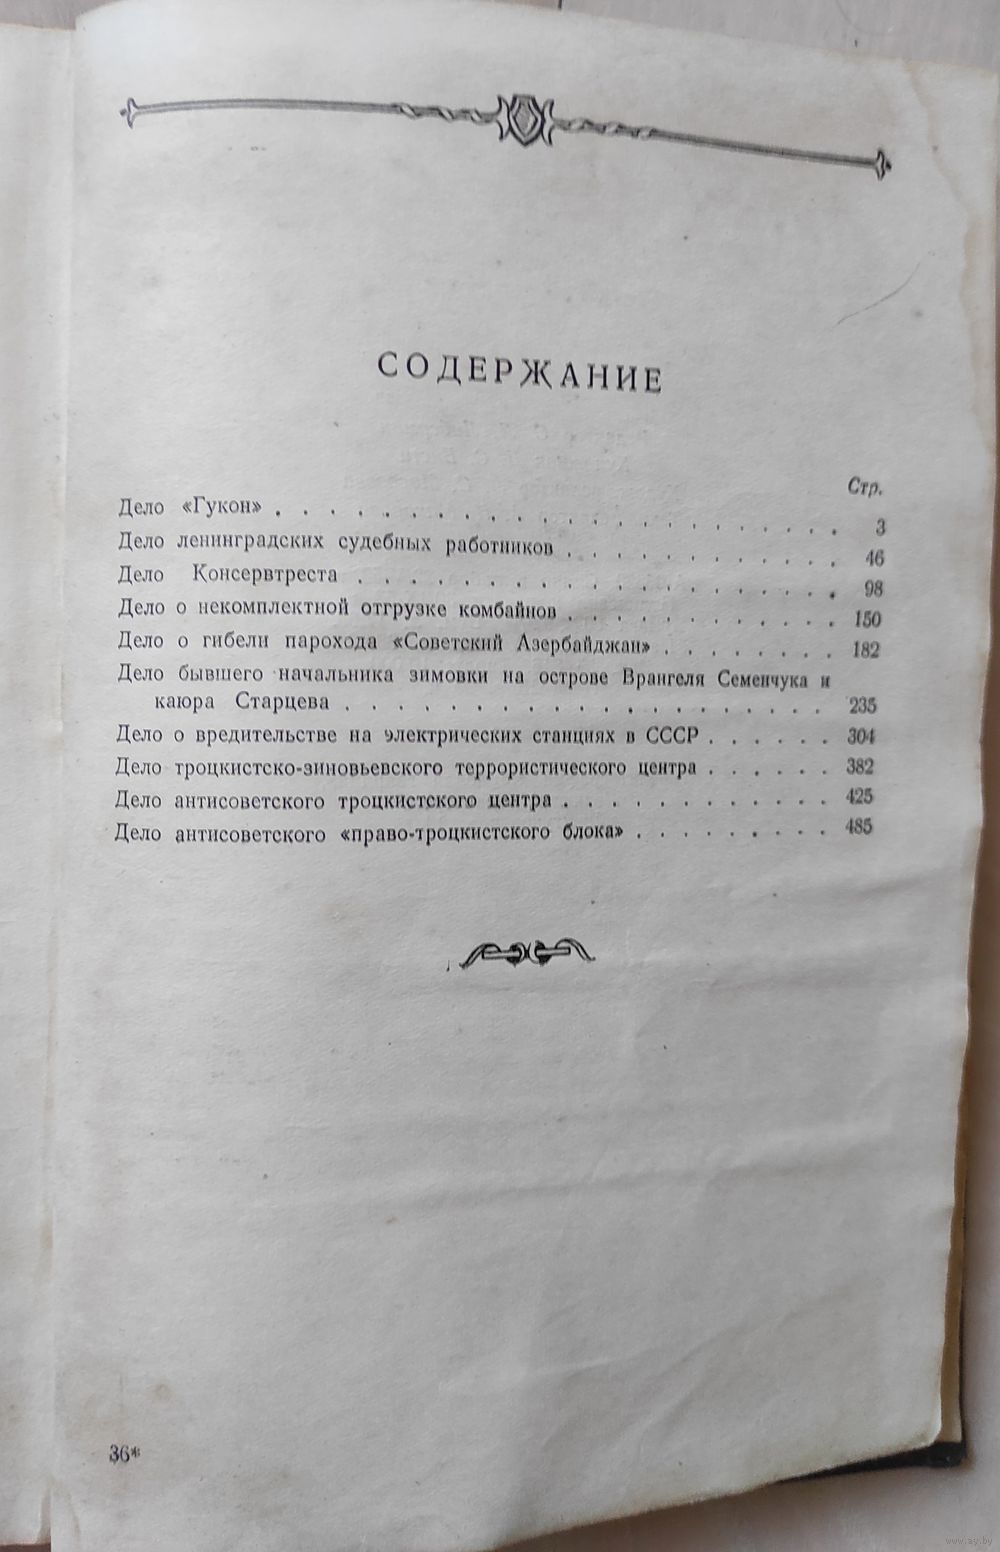 СОДЕРЖАНИЕ
Стр.
Дело «Гукон» . . . . . . . . . . . . . . . . . . . . . . 3
Дело ленинградских судебных работников . . . . . . . . . . . 46
Дело Консервтреста . . . . . . . . . . . . . . . . . . . 98
Дело о некомплектной отгрузке комбайнов . . . . . . . . . . . 150
Дело о гибели парохода «Советский Азербайджан» . . . . . . . 182
Дело бывшего начальника зимовки на острове Врангеля Семенчука и
каюра Старцева . . . . . . . . . . . . . . . . . . . 235
Дело о вредительстве на электрических станциях в СССР . . . . . . 304
Дело троцкистско-зиновьевского террористического центра . . . . . . 382
Дело антисоветского троцкистского центра . . . . . . . . . . . 425
Дело антисоветского «право-троцкистского блока» . . . . . . . . 485
36*
www.ay.by